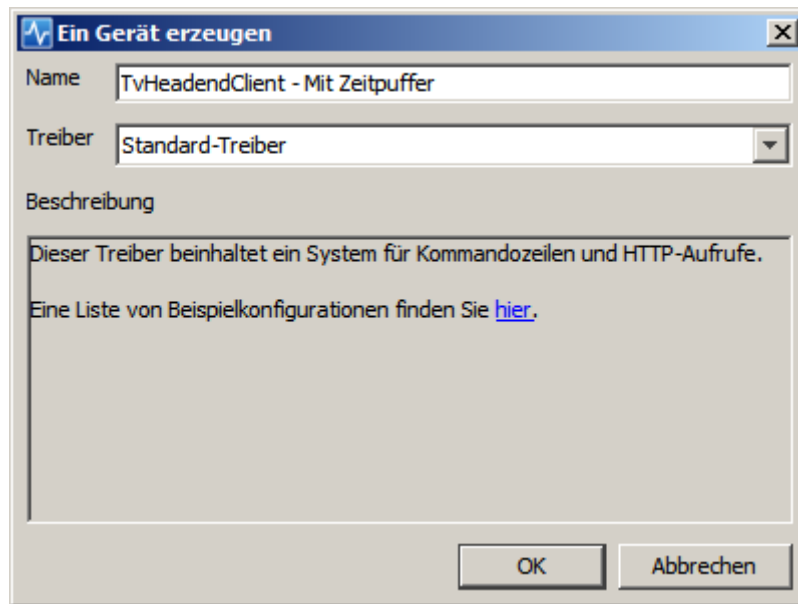 Ein Gerät erzeugen
Name TvHeadendClient - Mit Zeitpuffer
Treiber Standard-Treiber
Beschreibung
Dieser Treiber beinhaltet ein System für Kommandozeilen und HTTP-Aufrufe.
Eine Liste von Beispielkonfigurationen finden Sie hier.
OK Abbrechen